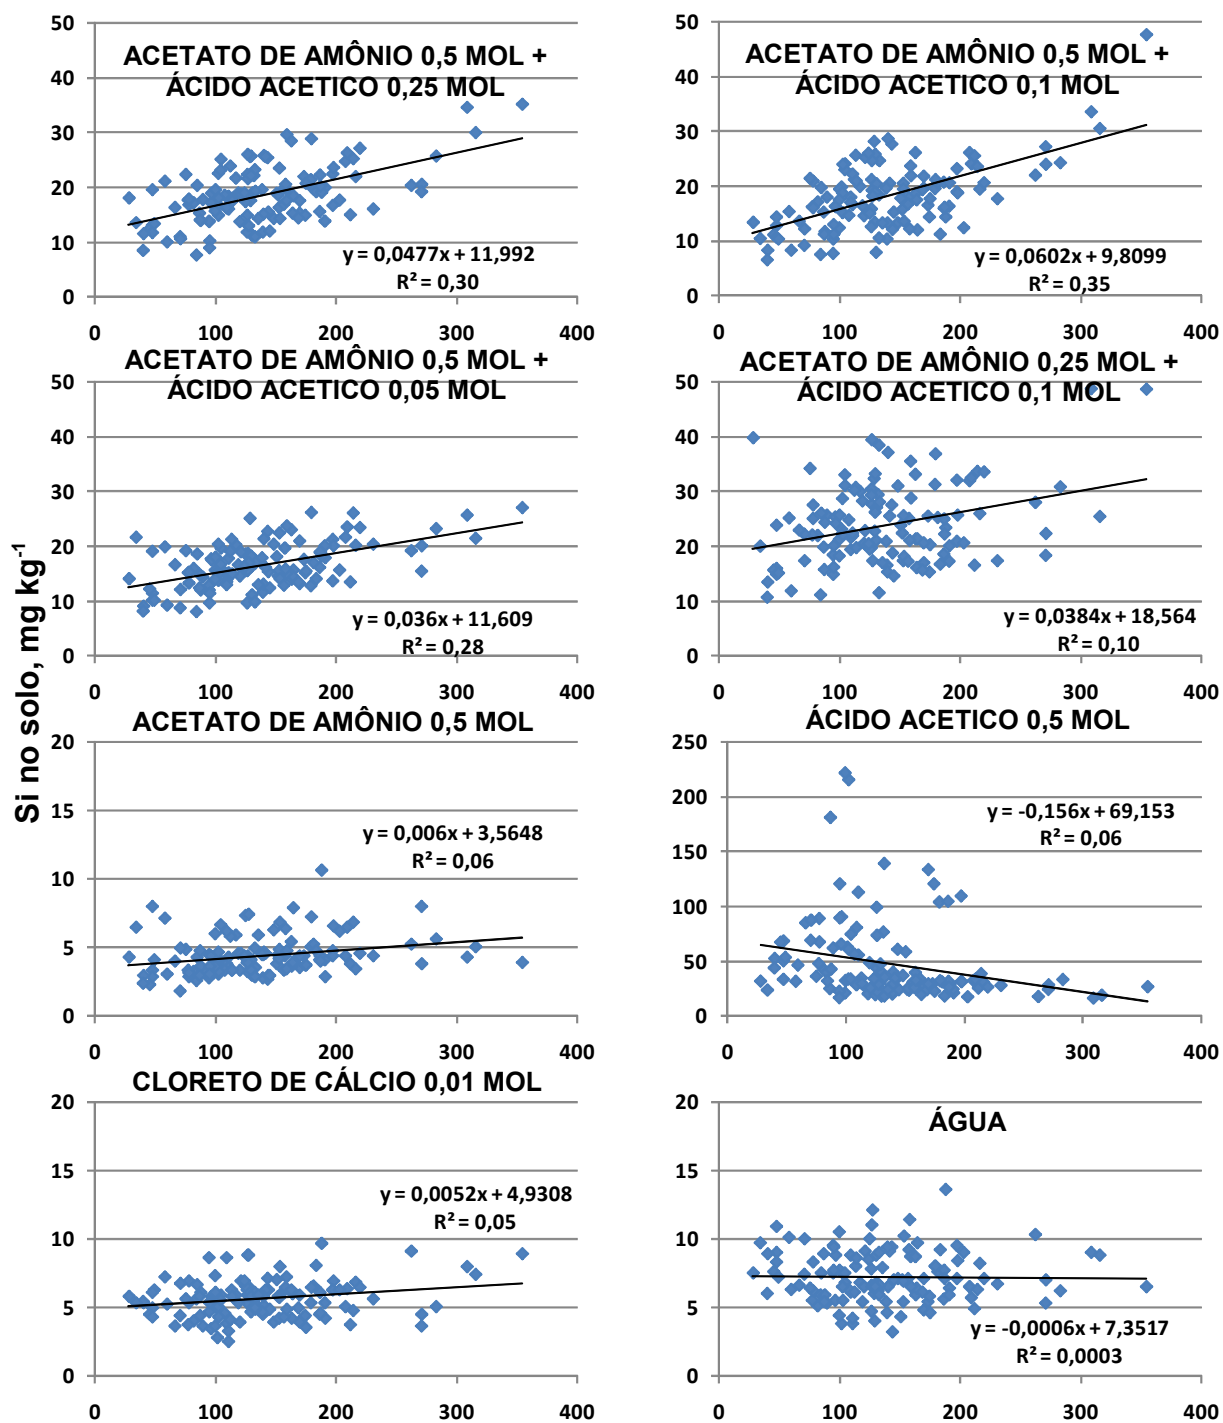 ACETATO DE AMÔNIO 0,5 MOL +
ÁCIDO ACETICO 0,25 MOL
50
40
30
20
10
0
y = 0,0477x + 11,992
R² = 0,30
0 100 200 300 400
ACETATO DE AMÔNIO 0,5 MOL +
ÁCIDO ACETICO 0,1 MOL
50
40
30
20
10
0
y = 0,0602x + 9,8099
R² = 0,35
0 100 200 300 400
ACETATO DE AMÔNIO 0,5 MOL +
ÁCIDO ACETICO 0,05 MOL
50
40
30
20
10
0
y = 0,036x + 11,609
R² = 0,28
0 100 200 300 400
ACETATO DE AMÔNIO 0,25 MOL +
ÁCIDO ACETICO 0,1 MOL
50
40
30
20
10
0
y = 0,0384x + 18,564
R² = 0,10
0 100 200 300 400
Si no solo, mg kg⁻¹
ACETATO DE AMÔNIO 0,5 MOL
20
15
10
5
0
y = 0,006x + 3,5648
R² = 0,06
0 100 200 300 400
ÁCIDO ACETICO 0,5 MOL
250
200
150
100
50
0
y = -0,156x + 69,153
R² = 0,06
0 100 200 300 400
CLORETO DE CÁLCIO 0,01 MOL
20
15
10
5
0
y = 0,0052x + 4,9308
R² = 0,05
0 100 200 300 400
ÁGUA
20
15
10
5
0
y = -0,0006x + 7,3517
R² = 0,0003
0 100 200 300 400